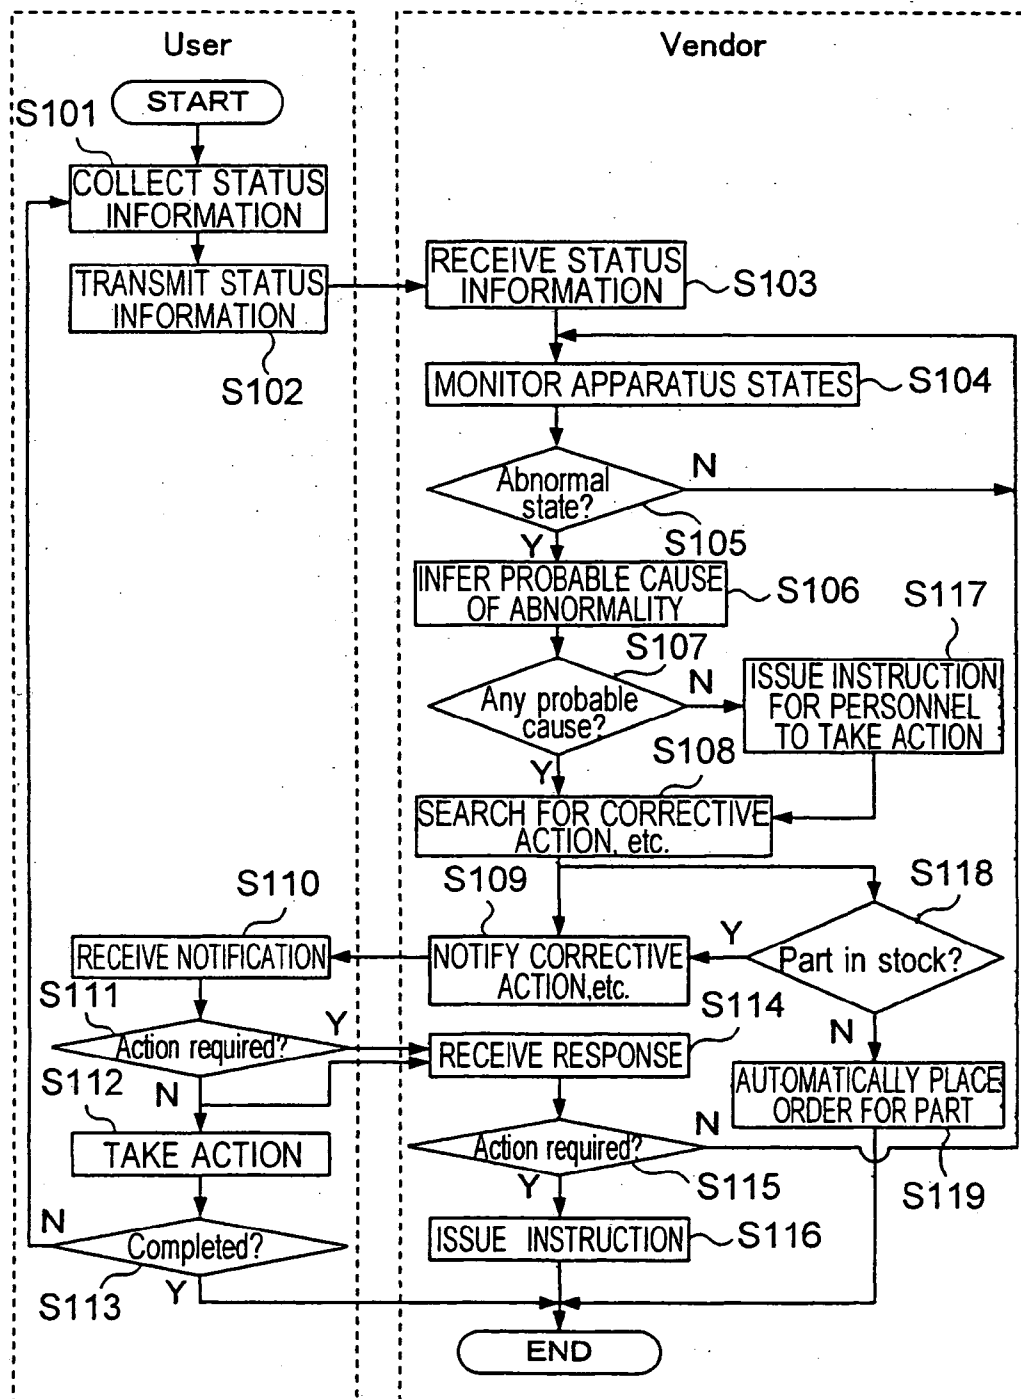 User
Vendor
START
S101
COLLECT STATUS
INFORMATION
TRANSMIT STATUS
INFORMATION
S102
RECEIVE STATUS
INFORMATION
S103
MONITOR APPARATUS STATES
S104
Abnormal
state?
N
S105
Y
INFER PROBABLE CAUSE
OF ABNORMALITY
S106
S117
S107
Any probable
cause?
N
ISSUE INSTRUCTION
FOR PERSONNEL
TO TAKE ACTION
Y
S108
SEARCH FOR CORRECTIVE
ACTION, etc.
S110
S109
S118
RECEIVE NOTIFICATION
NOTIFY CORRECTIVE
ACTION,etc.
Y
Part in stock?
S111
Action required?
Y
S114
RECEIVE RESPONSE
N
S112
N
AUTOMATICALLY PLACE
ORDER FOR PART
TAKE ACTION
Action required?
N
S115
Y
S119
N
Completed?
ISSUE INSTRUCTION
S116
S113
Y
END